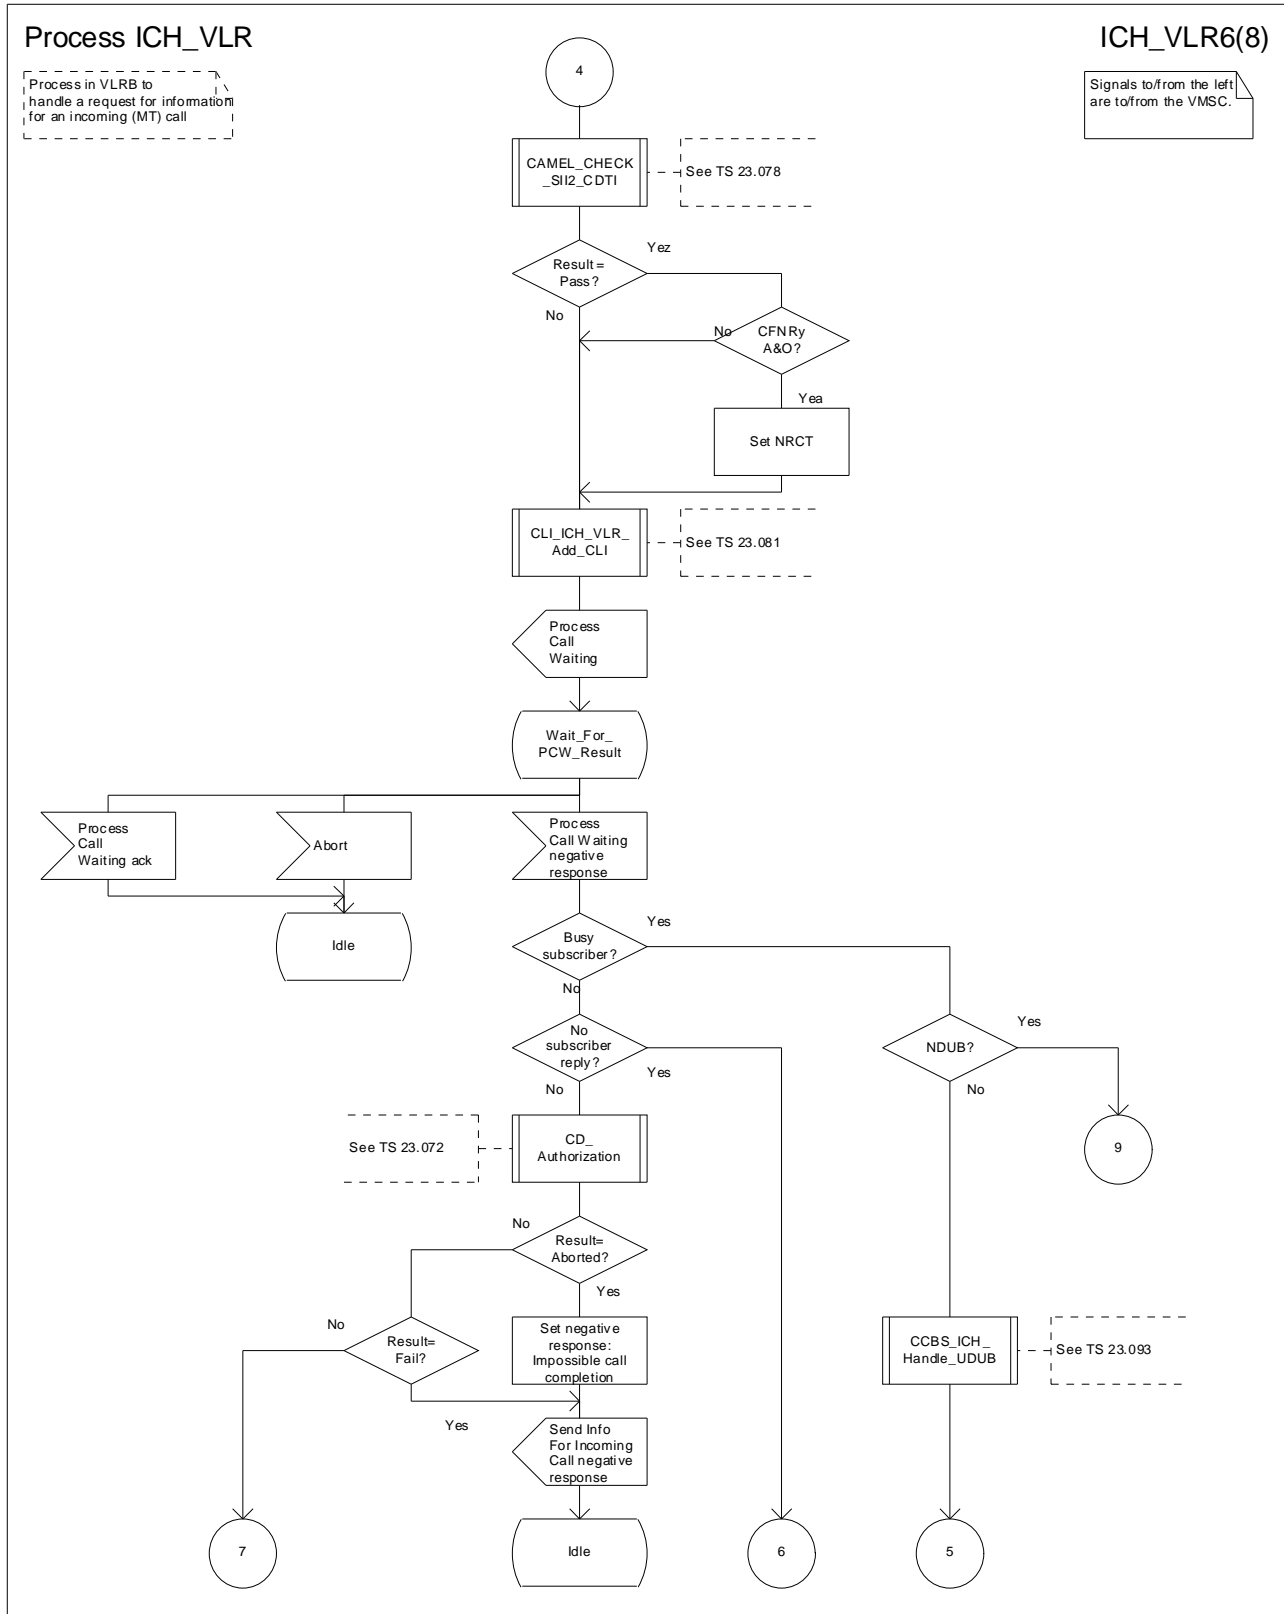 Process ICH_VLR
ICH_VLR6(8)
Process in VLRB to
handle a request for information
for an incoming (MT) call
4
Signals to/from the left
are to/from the VMSC.
CAMEL_CHECK
_SII2_CDTI
See TS 23.078
Yez
Result =
Pass?
No
No
CFNRy
A&O?
Yea
Set NRCT
CLI_ICH_VLR_
Add_CLI
See TS 23.081
Process
Call
Waiting
Wait_For_
PCW_Result
Process
Call
Waiting ack
Abort
Process
Call Waiting
negative
response
Idle
Busy
subscriber?
Yes
No
No
subscriber
reply?
Yes
No
NDUB?
Yes
No
See TS 23.072
CD_
Authorization
9
No
Result=
Aborted?
Yes
No
Result=
Fail?
Yes
Set negative
response:
Impossible call
completion
CCBS_ICH_
Handle_UDUB
See TS 23.093
Send Info
For Incoming
Call negative
response
7
Idle
6
5